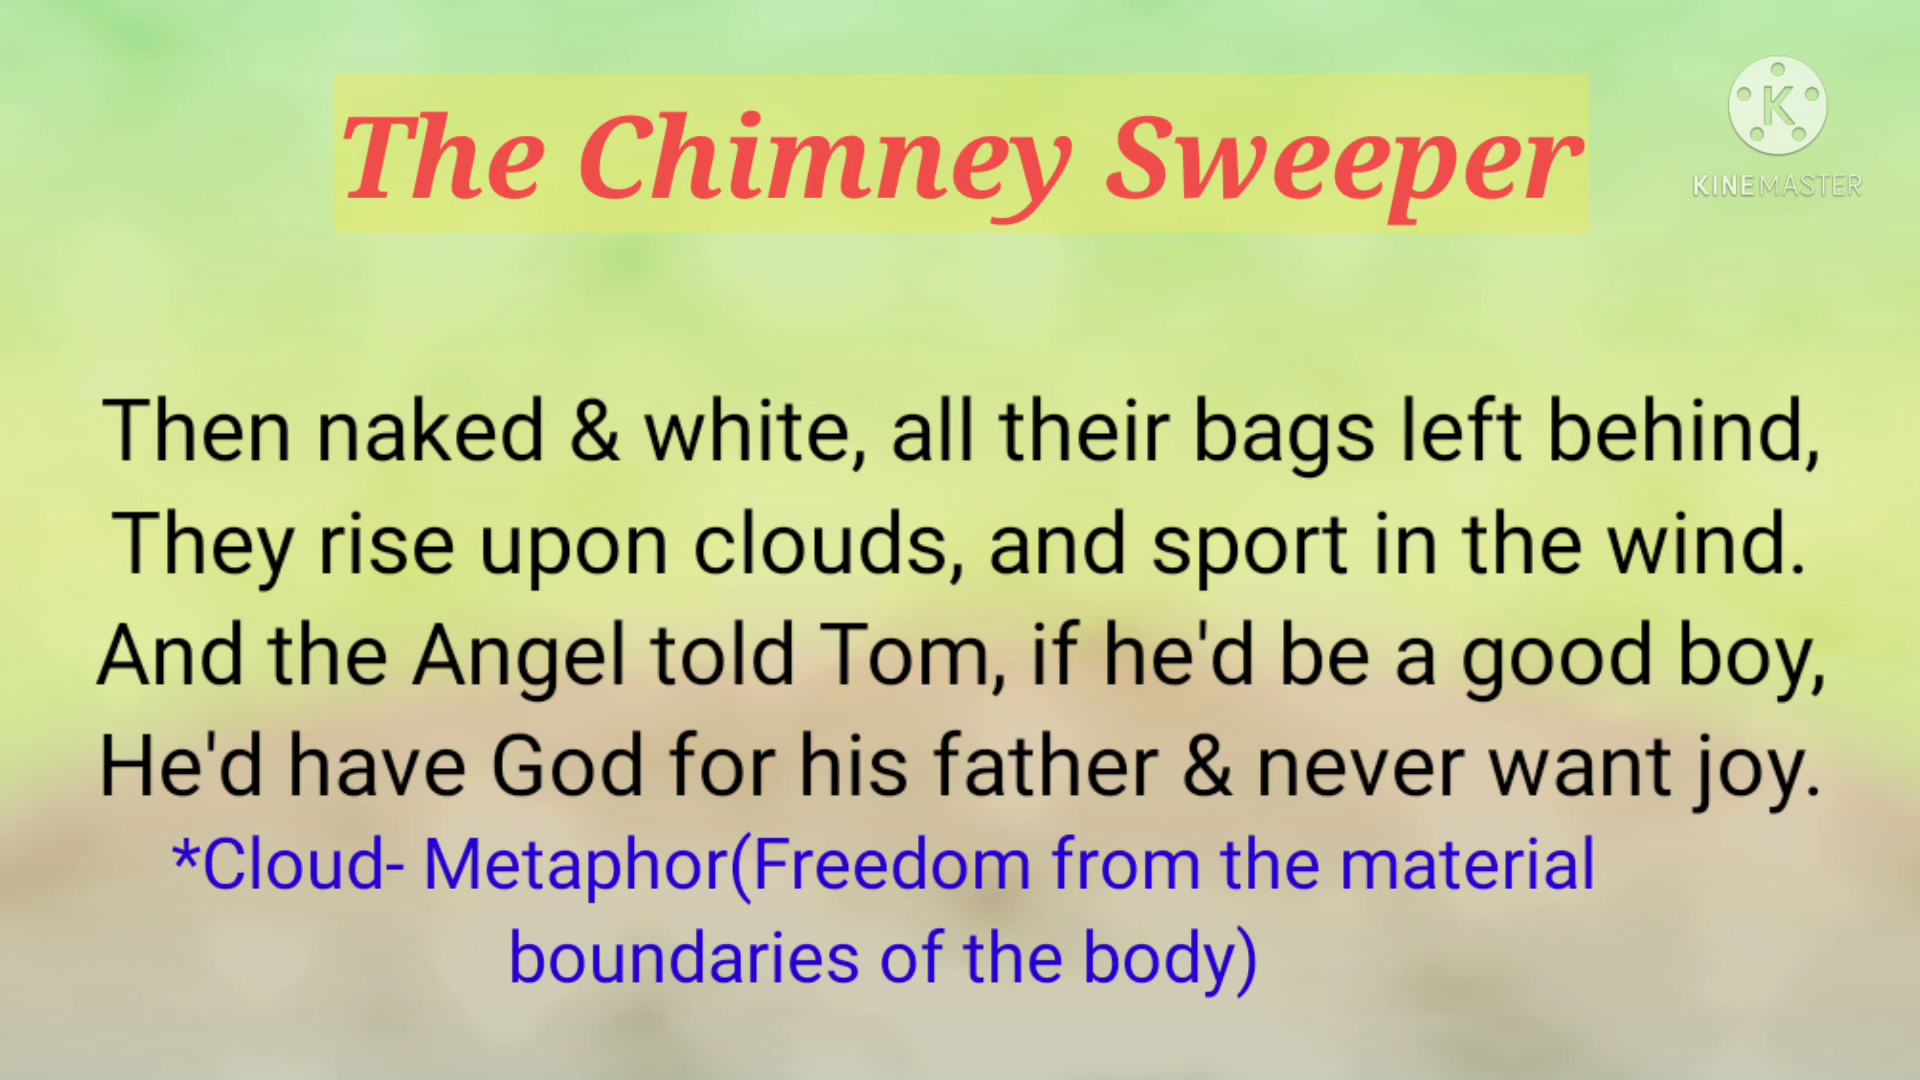 The Chimney Sweeper
K
KINEMASTER
Then naked & white, all their bags left behind,
They rise upon clouds, and sport in the wind.
And the Angel told Tom, if he'd be a good boy,
He'd have God for his father & never want joy.
*Cloud- Metaphor(Freedom from the material
boundaries of the body)